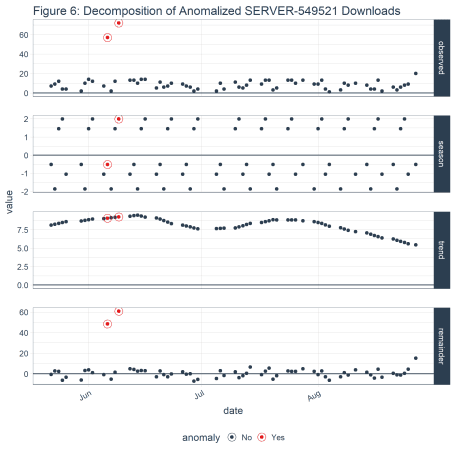 Figure 6: Decomposition of Anomalized SERVER-549521 Downloads
60
40
20
0
observed
2
1
0
-1
-2
season
7.5
5.0
2.5
0.0
trend
60
40
20
0
remainder
value
Jun
Jul
Aug
date
anomaly No Yes